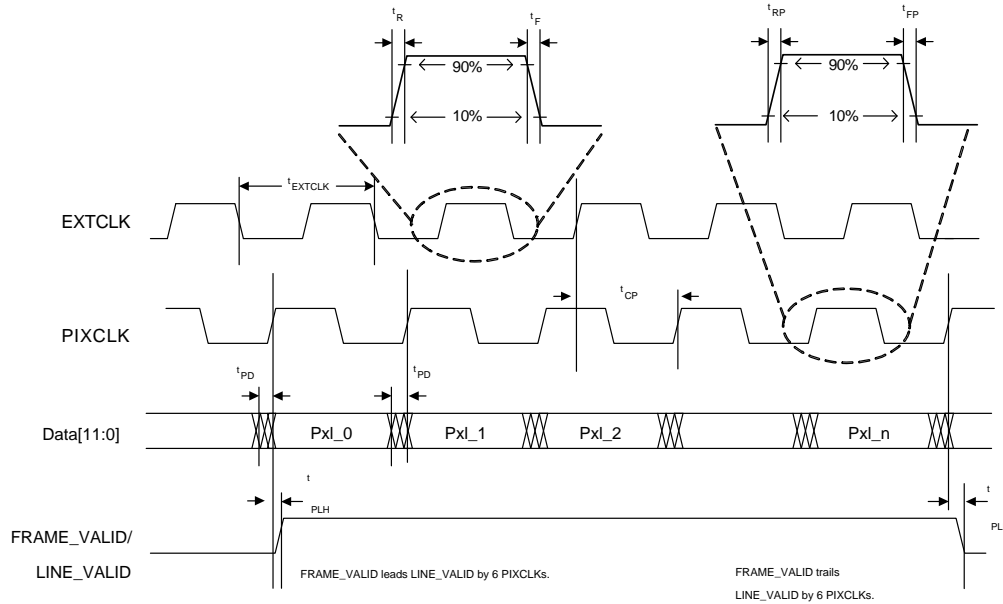 tR tF tRP tFP
90% 90%
10% 10%
tEXTCLK
EXTCLK
tCP
PIXCLK
tPD tPD
Data[11:0] Pxl_0 Pxl_1 Pxl_2 Pxl_n
t PLH t PL
FRAME_VALID/
LINE_VALID
FRAME_VALID leads LINE_VALID by 6 PIXCLKs.
FRAME_VALID trails
LINE_VALID by 6 PIXCLKs.